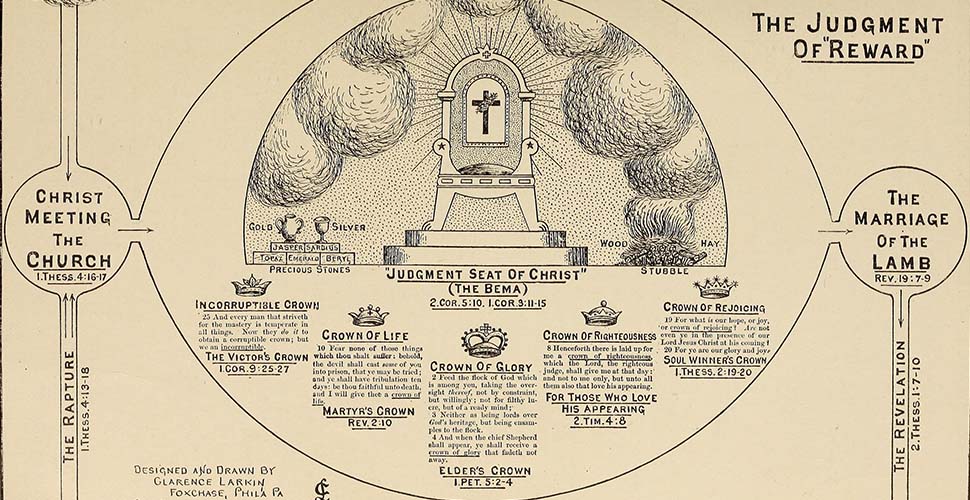 THE JUDGMENT
OF "REWARD"
CHRIST
MEETING
THE
CHURCH
1. THESS. 4:16-17
THE RAPTURE
1. THESS. 4:13-18
GOLD
SILVER
JASPER SARDIUS
TOPAZ EMERALD BERYL
PRECIOUS STONES
WOOD
HAY
STUBBLE
"JUDGMENT SEAT OF CHRIST"
(THE BEMA)
2. COR. 5:10, 1. COR. 3:11-15
INCORRUPTIBLE CROWN
25 And every man that striveth
for the mastery is temperate in
all things. Now they do it to
obtain a corruptible crown; but
we an incorruptible.
THE VICTOR'S CROWN
1. COR. 9:25-27
CROWN OF LIFE
10 Fear none of those things
which thou shalt suffer: behold,
the devil shall cast some of you
into prison, that ye may be tried;
and ye shall have tribulation ten
days: be thou faithful unto death,
and I will give thee a crown of
life.
MARTYR'S CROWN
REV. 2:10
CROWN OF GLORY
2 Feed the flock of God which
is among you, taking the over-
sight thereof, not by constraint,
but willingly; not for filthy lu-
cre, but of a ready mind;
3 Neither as being lords over
God's heritage, but being ensam-
ples to the flock.
4 And when the chief Shepherd
shall appear, ye shall receive a
crown of glory that fadeth not
away.
ELDER'S CROWN
1. PET. 5:2-4
CROWN OF RIGHTEOUSNESS
8 Henceforth there is laid up for
me a crown of righteousness,
which the Lord, the righteous
judge, shall give me at that day:
and not to me only, but unto all
them also that love his appearing.
FOR THOSE WHO LOVE
HIS APPEARING
2. TIM. 4:8
CROWN OF REJOICING
19 For what is our hope, or joy,
or crown of rejoicing? Are not
even ye in the presence of our
Lord Jesus Christ at his coming?
20 For ye are our glory and joy.
SOUL WINNER'S CROWN
1. THESS. 2:19-20
THE
MARRIAGE
OF THE
LAMB
REV. 19:7-9
THE REVELATION
2. THESS. 1:7-10
DESIGNED AND DRAWN BY
CLARENCE LARKIN
FOXCHASE, PHIL'A PA